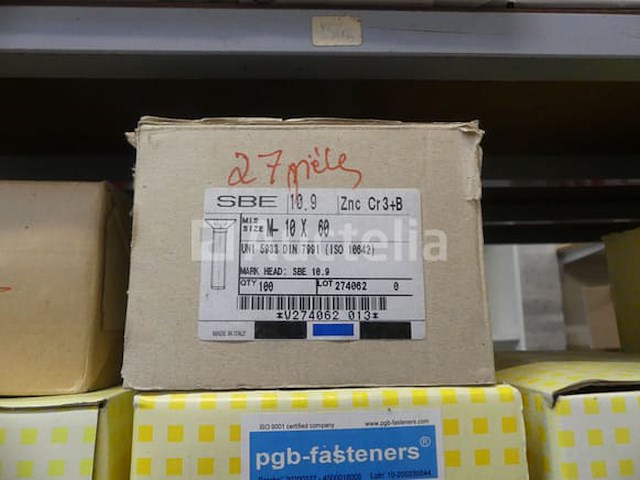 27 pièces
SBE 10.9 Znc Cr3+B
MIS
SIZE M- 10 X 60
UNI 5933 DIN 7991 (ISO 10642)
MARK HEAD: SBE 10.9
QTY 100 LOT 274062 0
*V274062 013*
MADE IN ITALY
Auctelia
ISO 9001 certified company www.pgb-fasteners.com
pgb-fasteners®